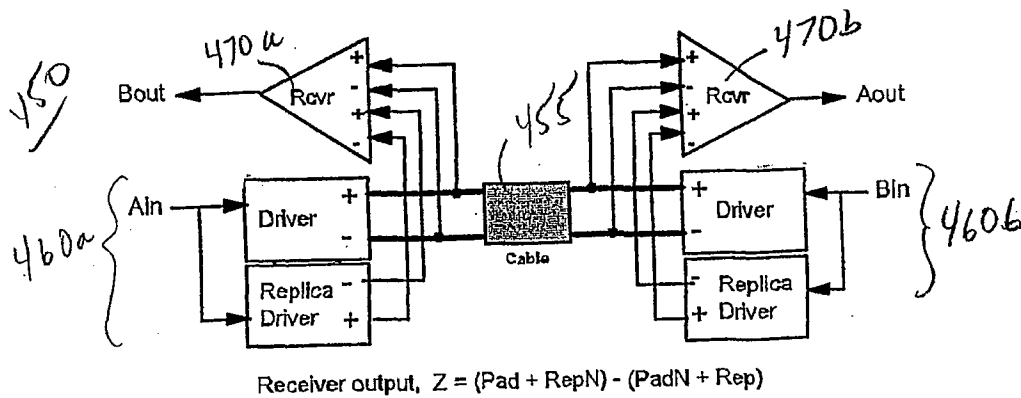 450
470a
470b
Bout
Rcvr
+
-
+
-
455
+
-
+
-
Rcvr
Aout
460a
Ain
Driver
+
-
Cable
+
-
Driver
Bin
460b
Replica
Driver
-
+
-
+
Replica
Driver
Receiver output, Z = (Pad + RepN) - (PadN + Rep)